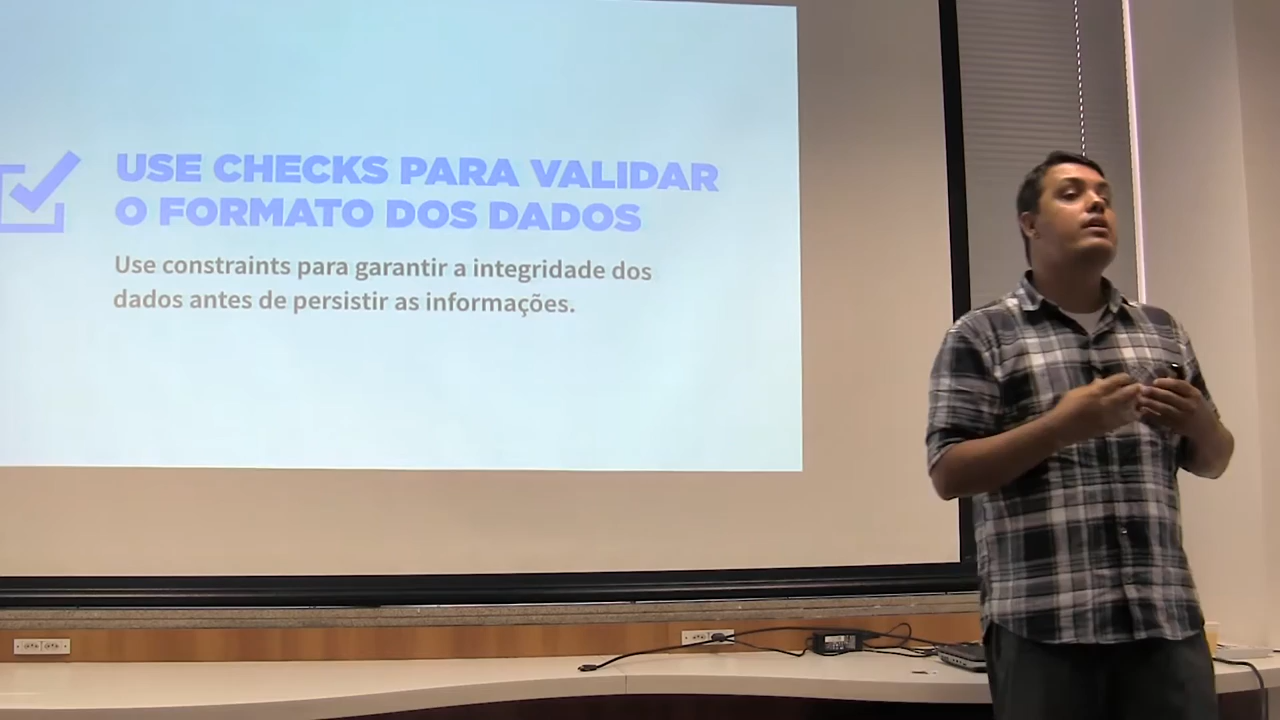 USE CHECKS PARA VALIDAR
O FORMATO DOS DADOS
Use constraints para garantir a integridade dos
dados antes de persistir as informações.